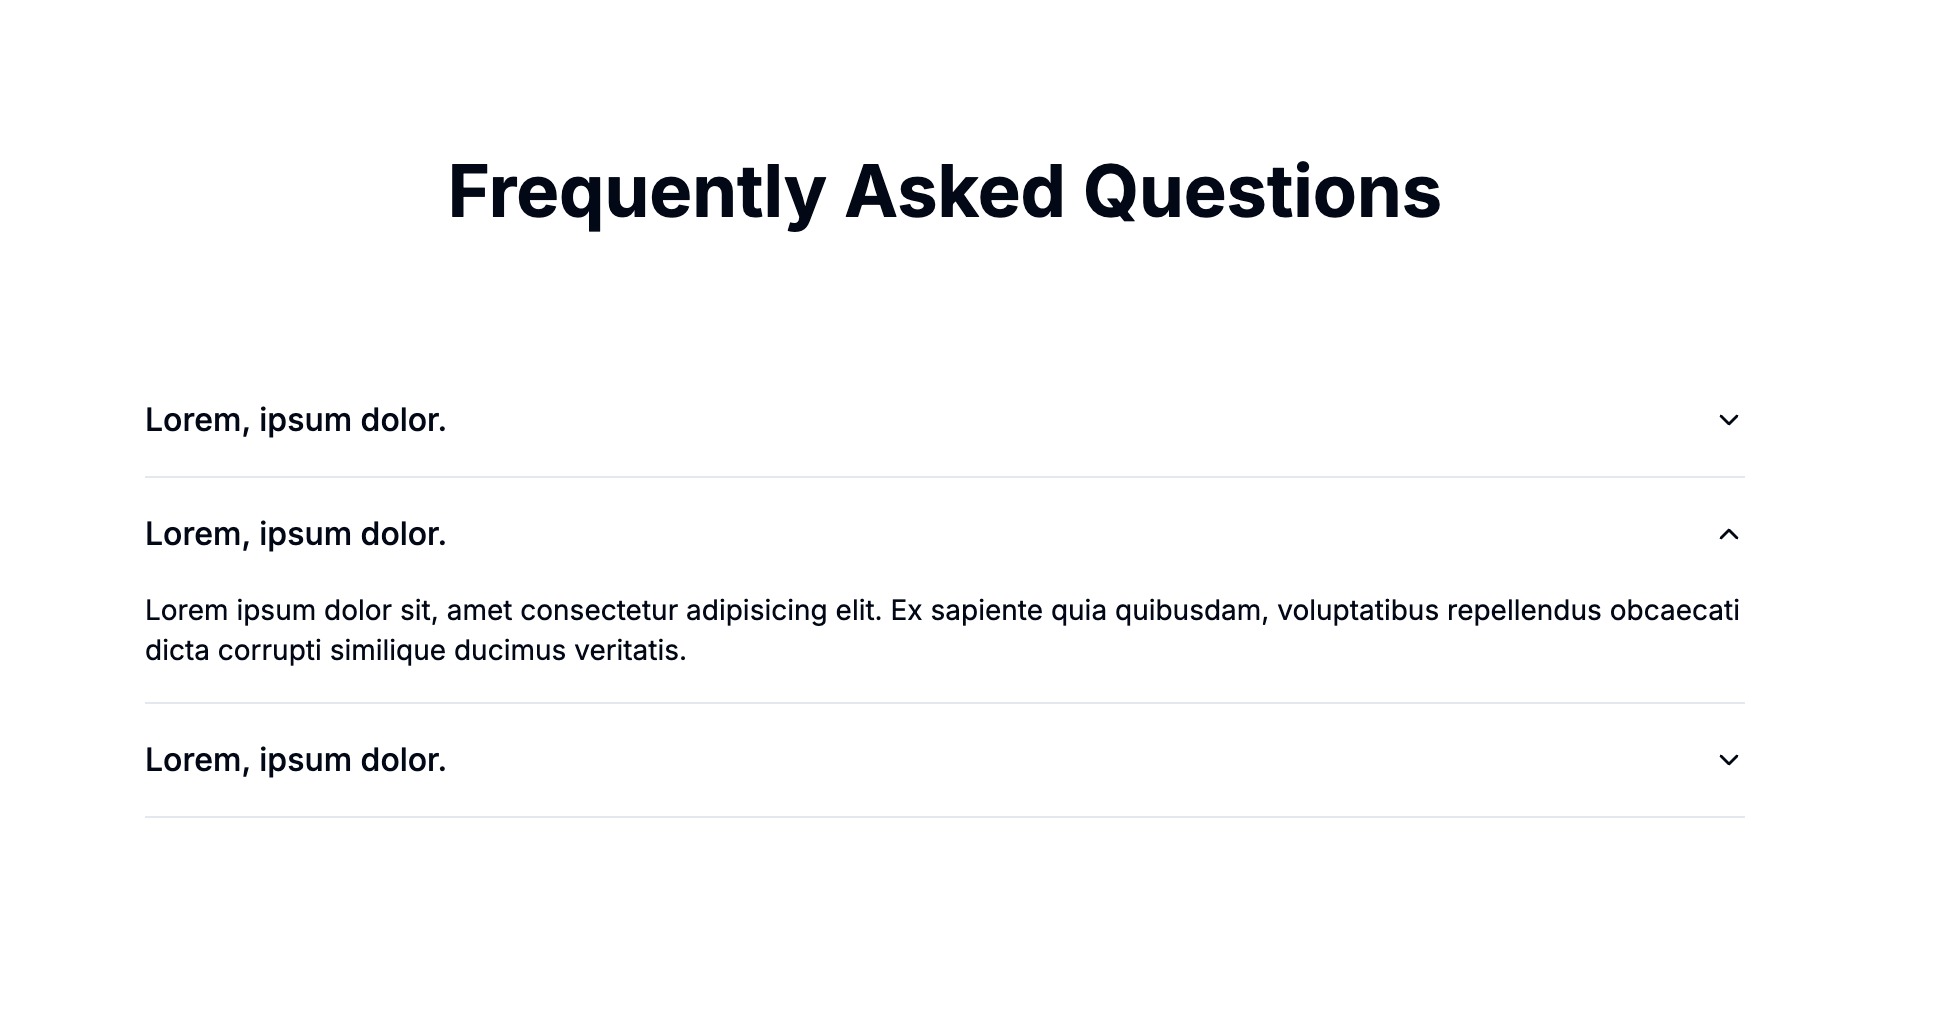 Frequently Asked Questions
Lorem, ipsum dolor.
Lorem, ipsum dolor.
Lorem ipsum dolor sit, amet consectetur adipisicing elit. Ex sapiente quia quibusdam, voluptatibus repellendus obcaecati
dicta corrupti similique ducimus veritatis.
Lorem, ipsum dolor.